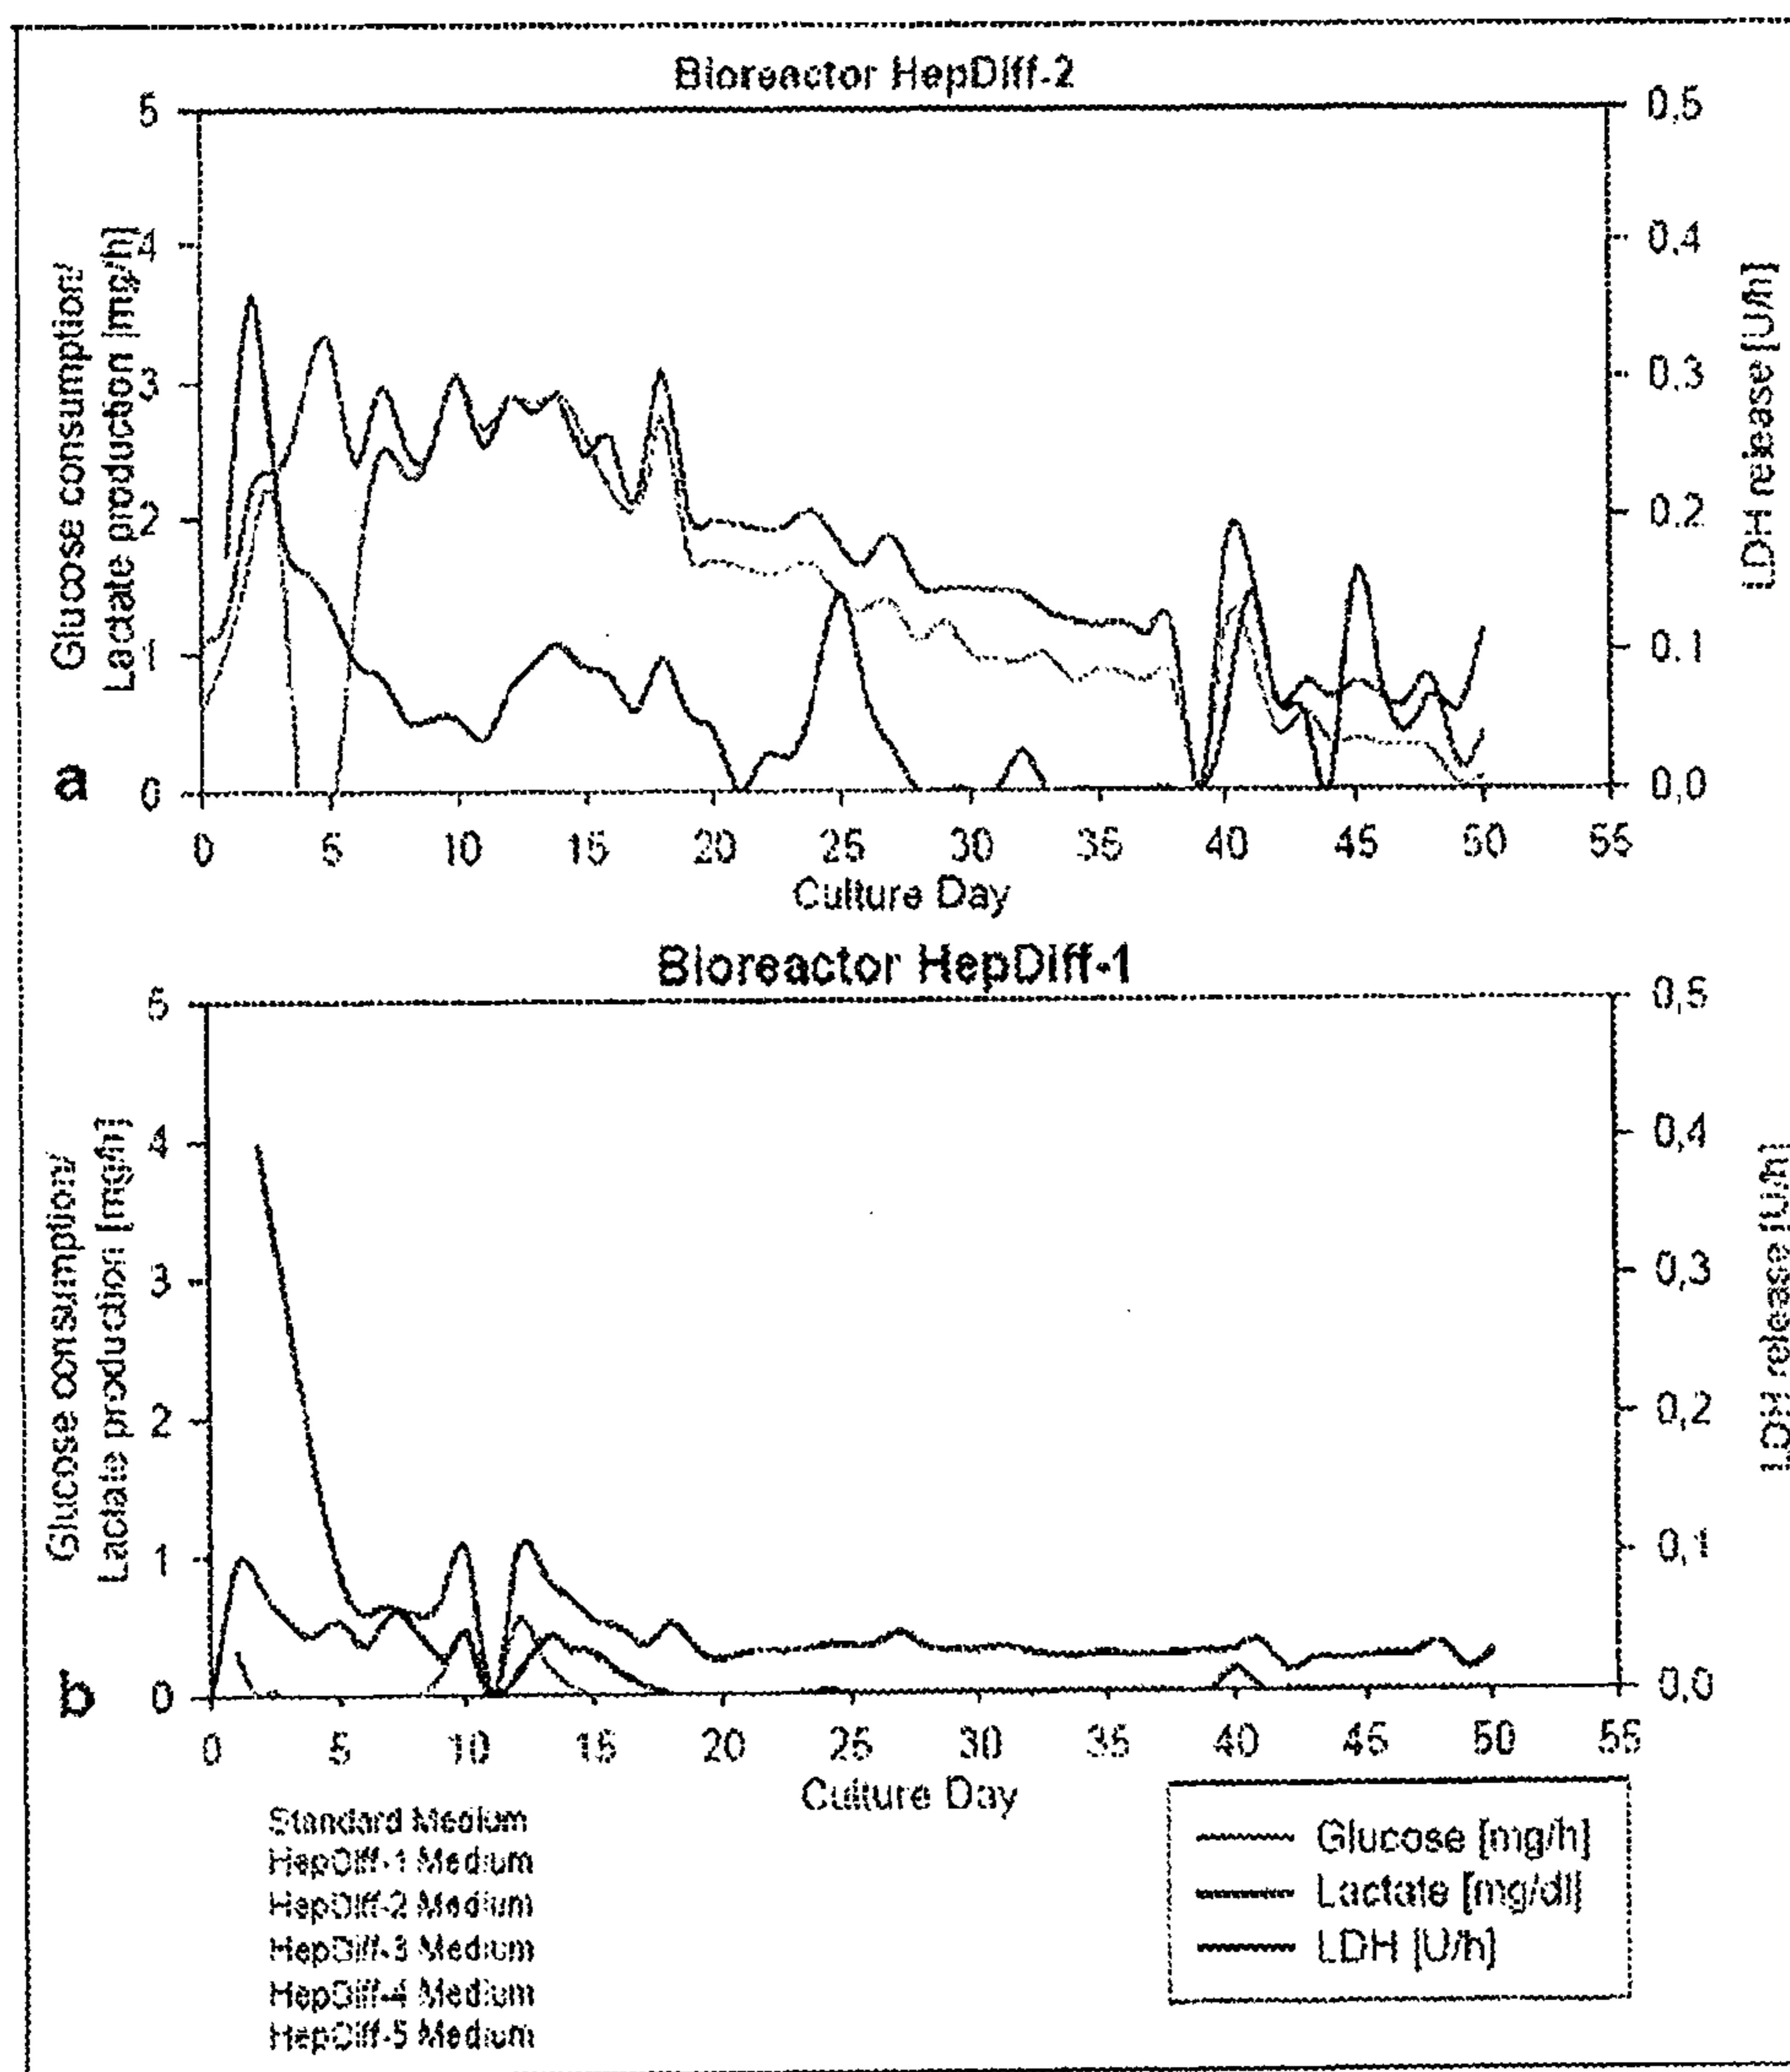 Bioreactor HepDiff-2
Glucose consumption/
Lactate production [mg/h]
LDH release [U/h]
5
4
3
2
1
0
0,5
0.4
0.3
0.2
0.1
0.0
a
0 5 10 15 20 25 30 35 40 45 50 55
Culture Day
Bioreactor HepDiff-1
Glucose consumption/
Lactate production [mg/h]
LDH release [U/h]
5
4
3
2
1
0
0,5
0,4
0,3
0,2
0,1
0,0
b
0 5 10 15 20 25 30 35 40 45 50 55
Culture Day
Standard Medium
HepDiff-1 Medium
HepDiff-2 Medium
HepDiff-3 Medium
HepDiff-4 Medium
HepDiff-5 Medium
Glucose [mg/h]
Lactate [mg/dl]
LDH [U/h]